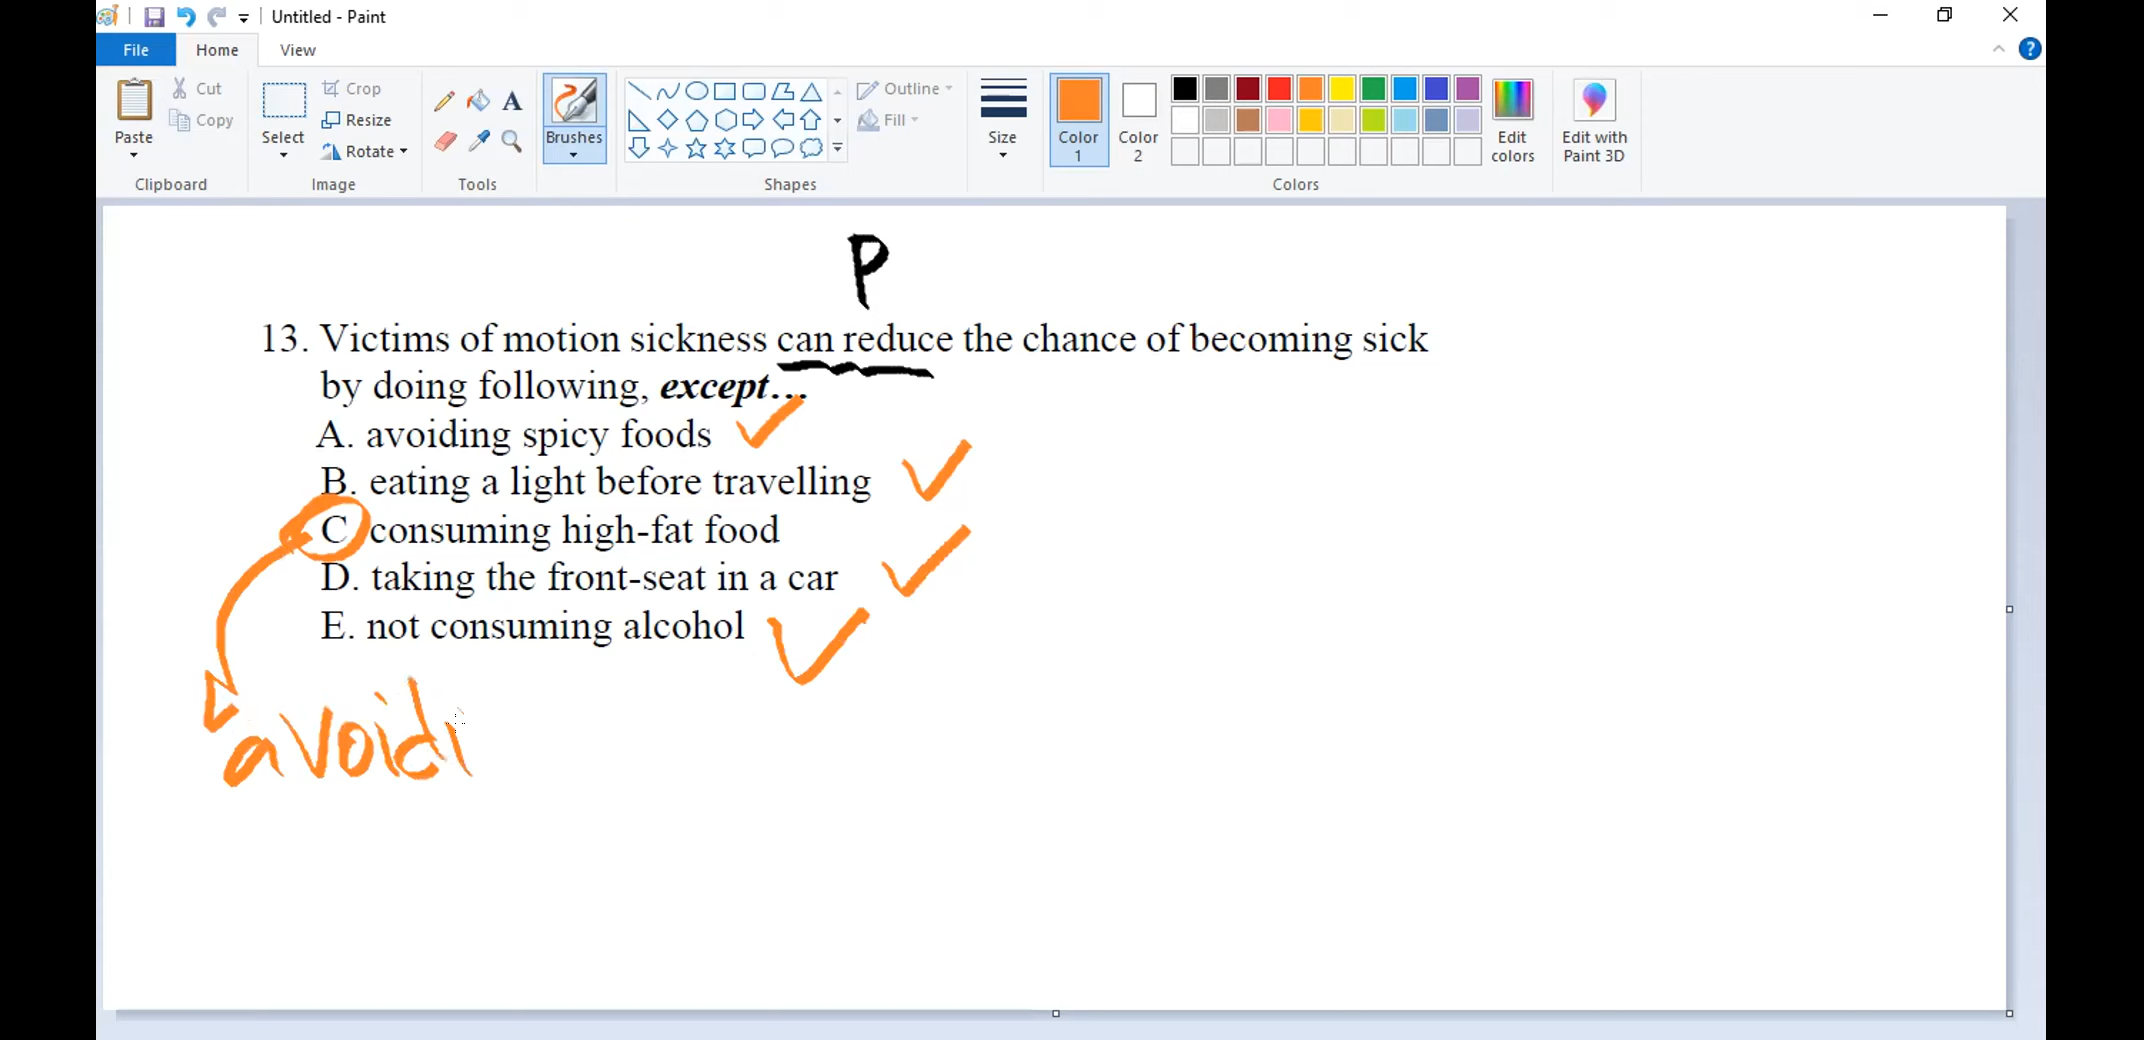 Untitled - Paint
File Home View
Paste
Cut
Copy
Clipboard
Select
Crop
Resize
Rotate
Image
A
Tools
Brushes
Shapes
Outline
Fill
Size
Color 1
Color 2
Colors
Edit colors
Edit with Paint 3D
P
13. Victims of motion sickness can reduce the chance of becoming sick
by doing following, except...
A. avoiding spicy foods
B. eating a light before travelling
C consuming high-fat food
D. taking the front-seat in a car
E. not consuming alcohol
avoidi